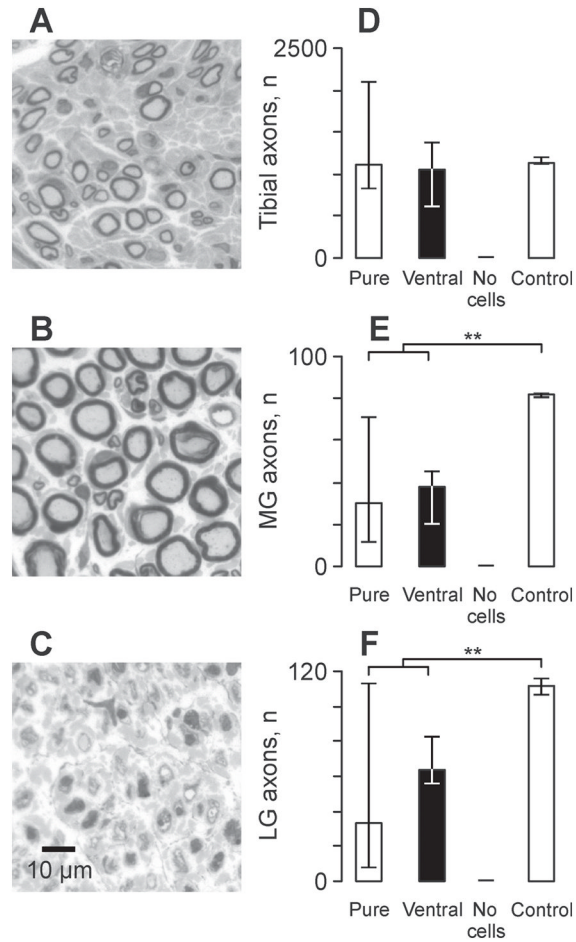 A
D
2500
Tibial axons, n
0
Pure Ventral No Control
cells
B
E
**
100
MG axons, n
0
Pure Ventral No Control
cells
C
F
**
120
LG axons, n
0
Pure Ventral No Control
cells
10 µm